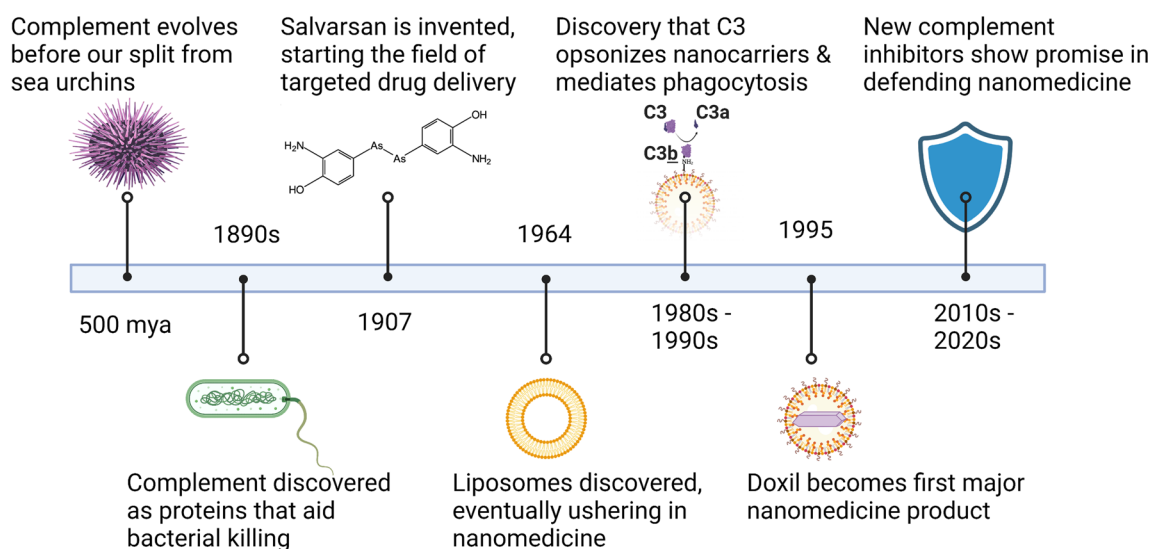 Complement evolves
before our split from
sea urchins
Salvarsan is invented,
starting the field of
targeted drug delivery
Discovery that C3
opsonizes nanocarriers &
mediates phagocytosis
New complement
inhibitors show promise in
defending nanomedicine
H₂N
HO
As
As
OH
NH₂
C3
C3a
C3b
NH₂
1890s
1964
1995
500 mya
1907
1980s -
1990s
2010s -
2020s
Complement discovered
as proteins that aid
bacterial killing
Liposomes discovered,
eventually ushering in
nanomedicine
Doxil becomes first major
nanomedicine product